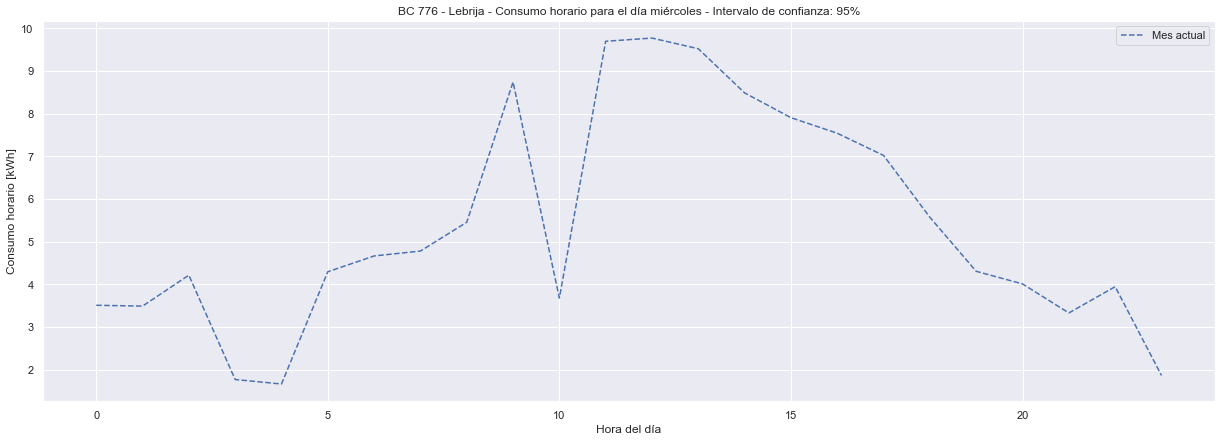 BC 776 - Lebrija - Consumo horario para el día miércoles - Intervalo de confianza: 95%
Mes actual
Consumo horario [kWh]
10
9
8
7
6
5
4
3
2
0 5 10 15 20
Hora del día